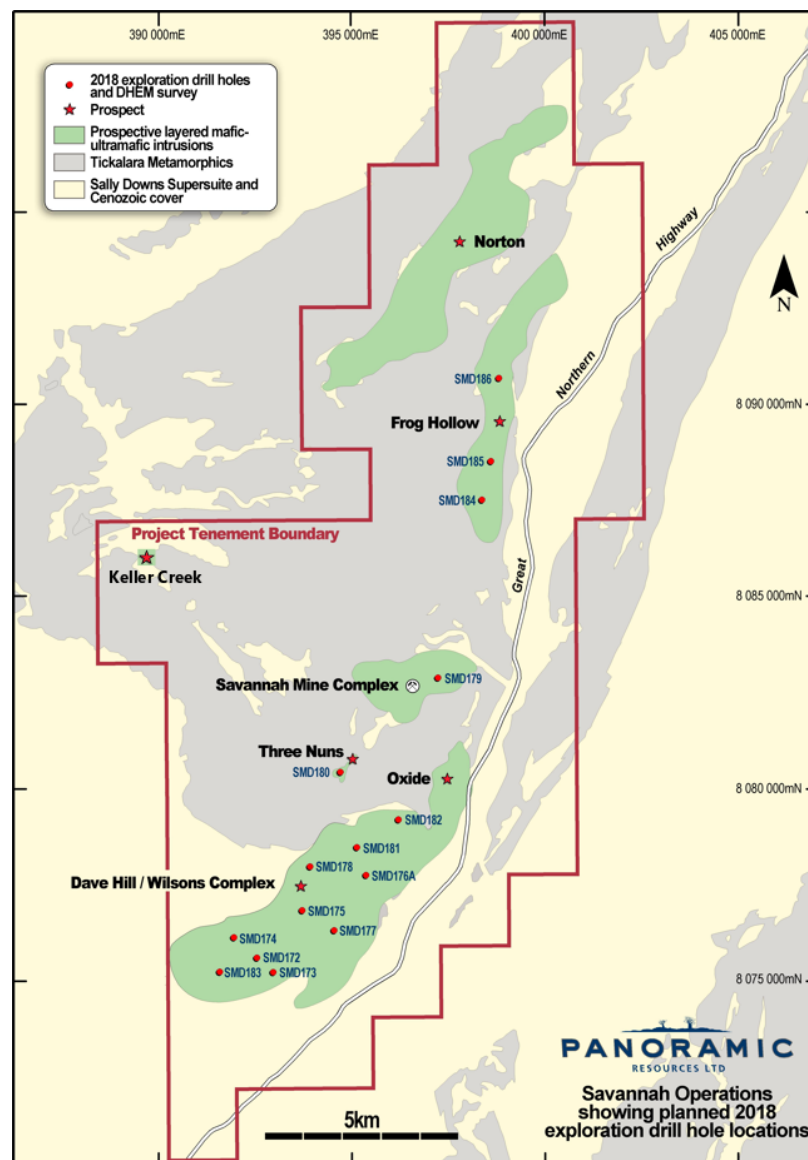 390 000mE
395 000mE
400 000mE
405 000mE
2018 exploration drill holes
and DHEM survey
Prospect
Prospective layered mafic-
ultramafic intrusions
Tickalara Metamorphics
Sally Downs Supersuite and
Cenozoic cover
Norton
Highway
N
Northern
SMD186
8 090 000mN
Frog Hollow
SMD185
SMD184
Project Tenement Boundary
Keller Creek
Great
8 085 000mN
Savannah Mine Complex
SMD179
Three Nuns
SMD180
Oxide
8 080 000mN
SMD182
SMD181
SMD178
SMD176A
Dave Hill / Wilsons Complex
SMD175
SMD177
SMD174
SMD172
SMD183
SMD173
8 075 000mN
PANORAMIC
RESOURCES LTD
Savannah Operations
showing planned 2018
exploration drill hole locations
5km